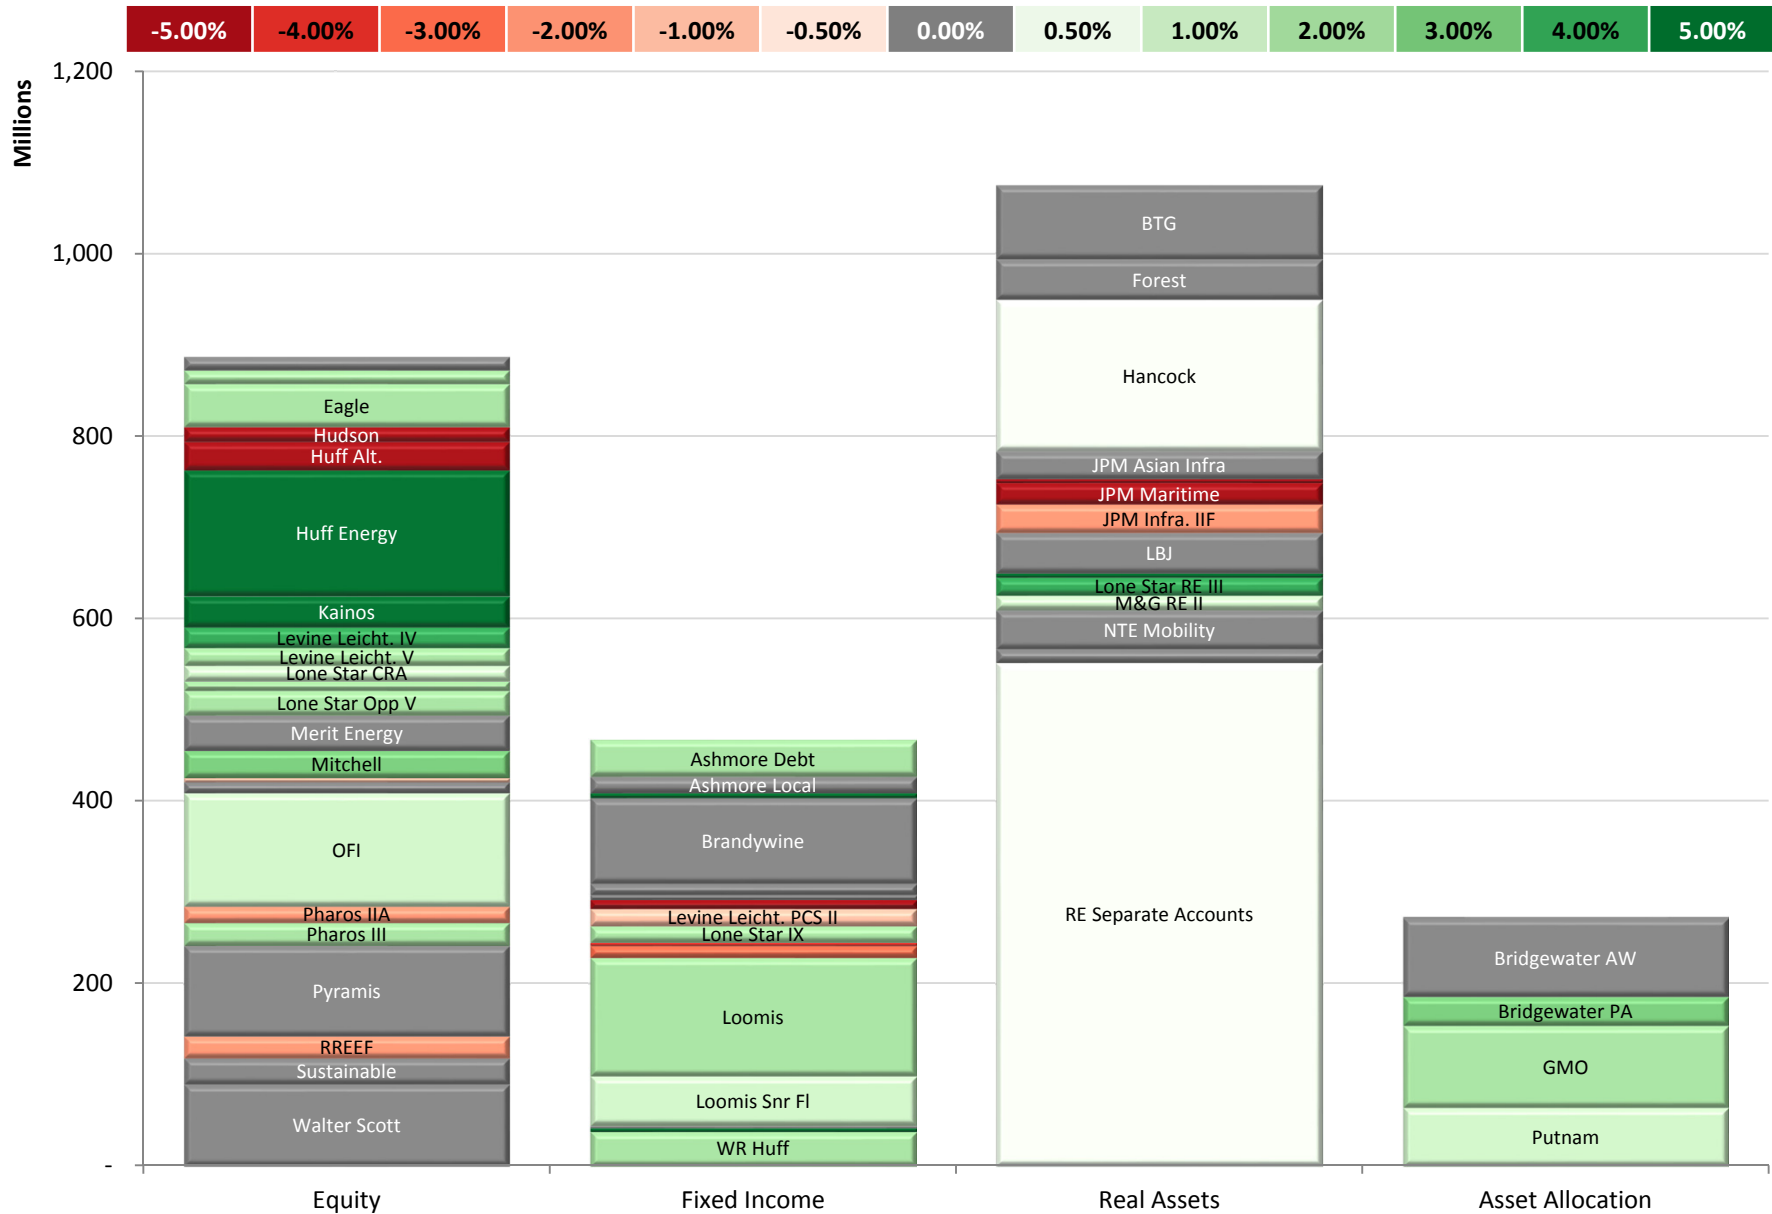 -5.00% -4.00% -3.00% -2.00% -1.00% -0.50% 0.00% 0.50% 1.00% 2.00% 3.00% 4.00% 5.00%
Millions
1,200
1,000
800
600
400
200
-
Eagle
Hudson
Huff Alt.
Huff Energy
Kainos
Levine Leicht. IV
Levine Leicht. V
Lone Star CRA
Lone Star Opp V
Merit Energy
Mitchell
OFI
Pharos IIA
Pharos III
Pyramis
RREEF
Sustainable
Walter Scott
Ashmore Debt
Ashmore Local
Brandywine
Levine Leicht. PCS II
Lone Star IX
Loomis
Loomis Snr Fl
WR Huff
BTG
Forest
Hancock
JPM Asian Infra
JPM Maritime
JPM Infra. IIF
LBJ
Lone Star RE III
M&G RE II
NTE Mobility
RE Separate Accounts
Bridgewater AW
Bridgewater PA
GMO
Putnam
Equity
Fixed Income
Real Assets
Asset Allocation